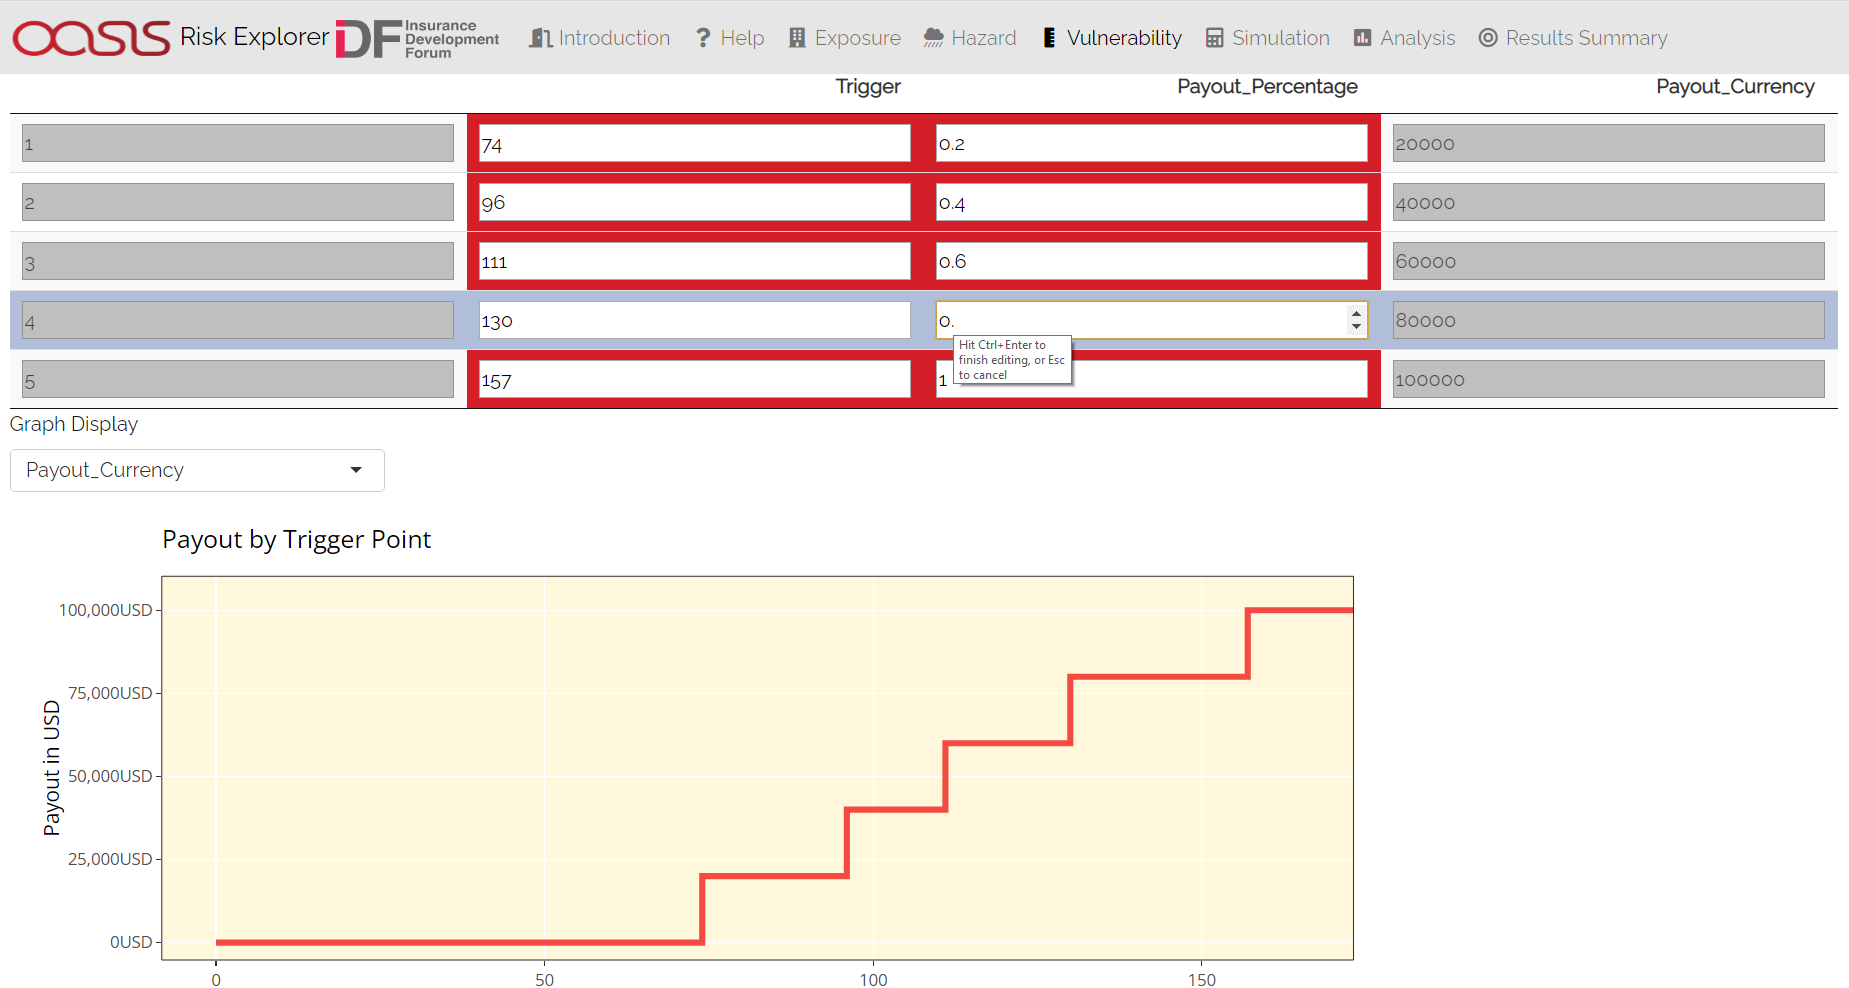 OASIS Risk Explorer IDF Insurance Development Forum Introduction ? Help Exposure Hazard Vulnerability Simulation Analysis Results Summary
Trigger Payout_Percentage Payout_Currency
1 74 0.2 20000
2 96 0.4 40000
3 111 0.6 60000
4 130 0. 80000
Hit Ctrl+Enter to
finish editing, or Esc
to cancel
5 157 1 100000
Graph Display
Payout_Currency
Payout by Trigger Point
100,000USD
75,000USD
50,000USD
25,000USD
0USD
Payout in USD
0 50 100 150